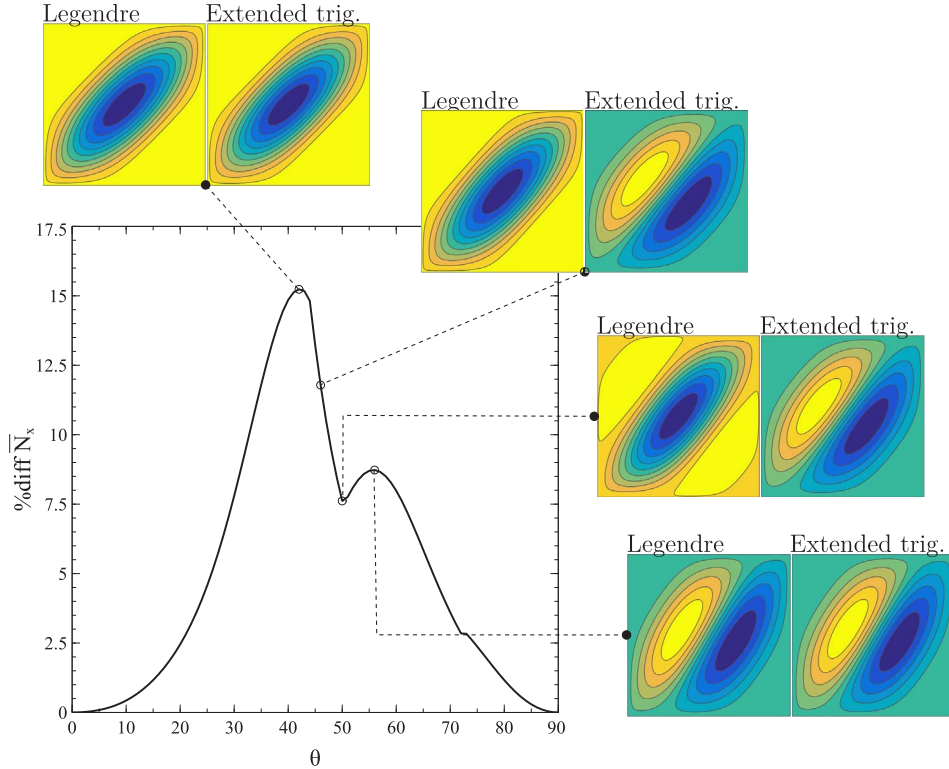 Legendre Extended trig.
Legendre Extended trig.
17.5
15
Legendre Extended trig.
12.5
10
%diff N̅x
7.5
Legendre Extended trig.
5
2.5
0
0 10 20 30 40 50 60 70 80 90
θ